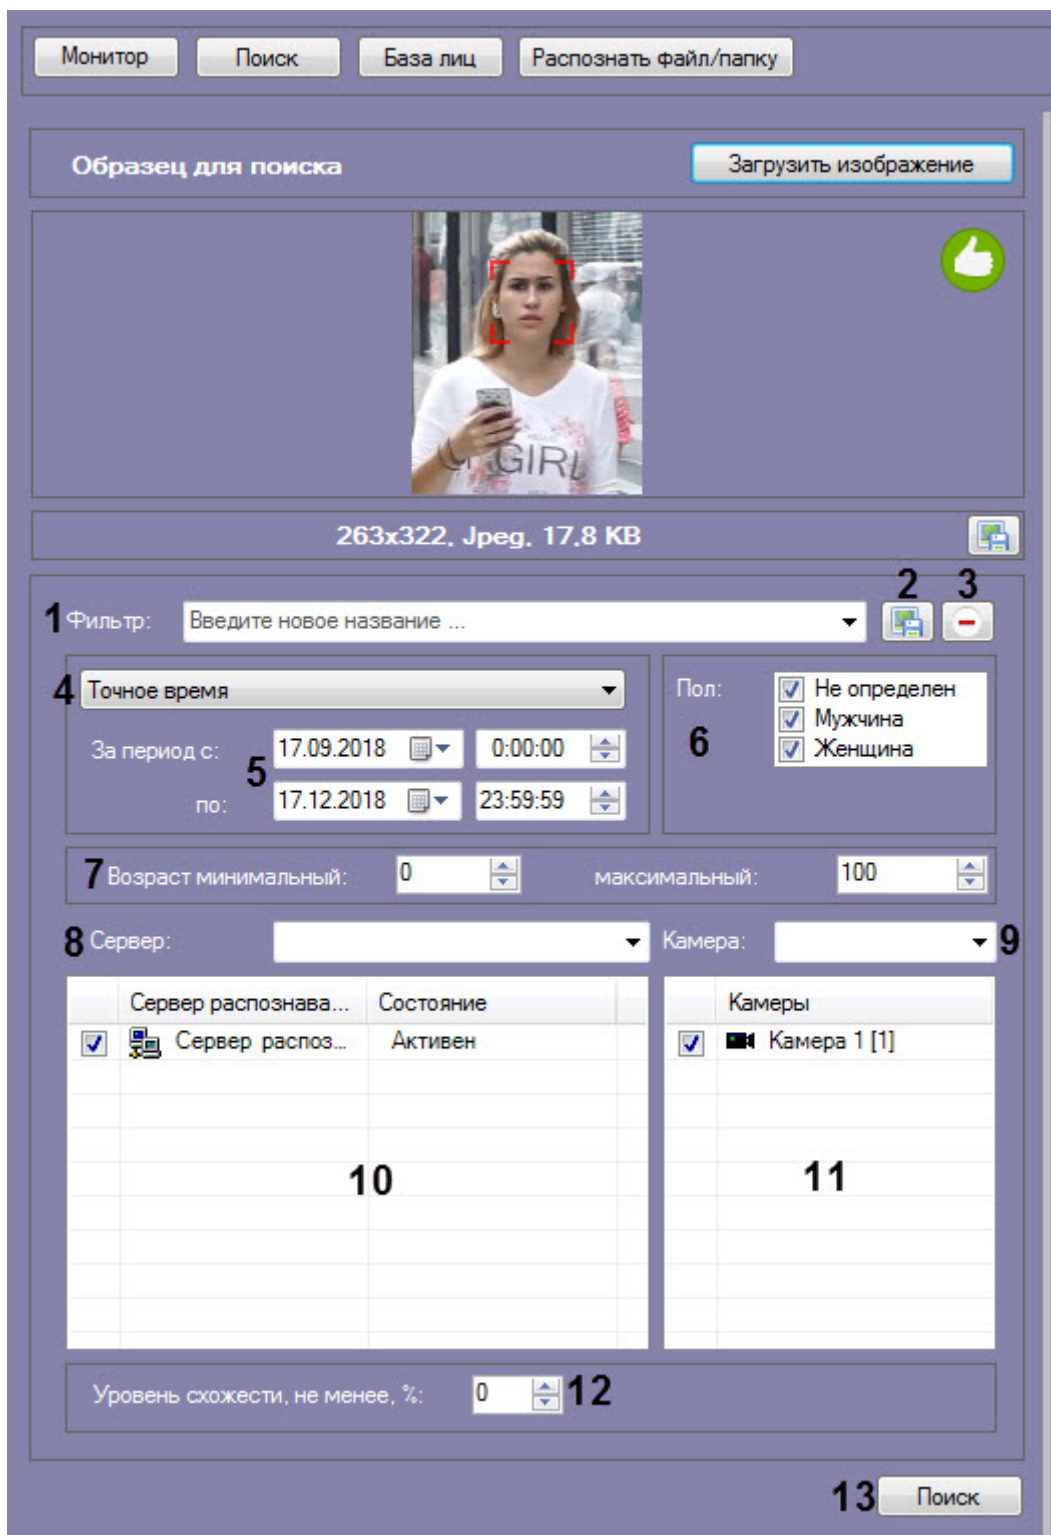 Монитор Поиск База лиц Распознать файл/папку
Образец для поиска Загрузить изображение
GIRL
263x322, Jpeg, 17,8 KB
2 3
1 Фильтр: Введите новое название ...
4 Точное время
Пол: Не определен
Мужчина
6 Женщина
За период с: 17.09.2018 0:00:00
5
по: 17.12.2018 23:59:59
7 Возраст минимальный: 0 максимальный: 100
8 Сервер: Камера: 9
Сервер распознава... Состояние Камеры
Сервер распоз... Активен Камера 1 [1]
10 11
Уровень схожести, не менее, %: 0 12
13 Поиск